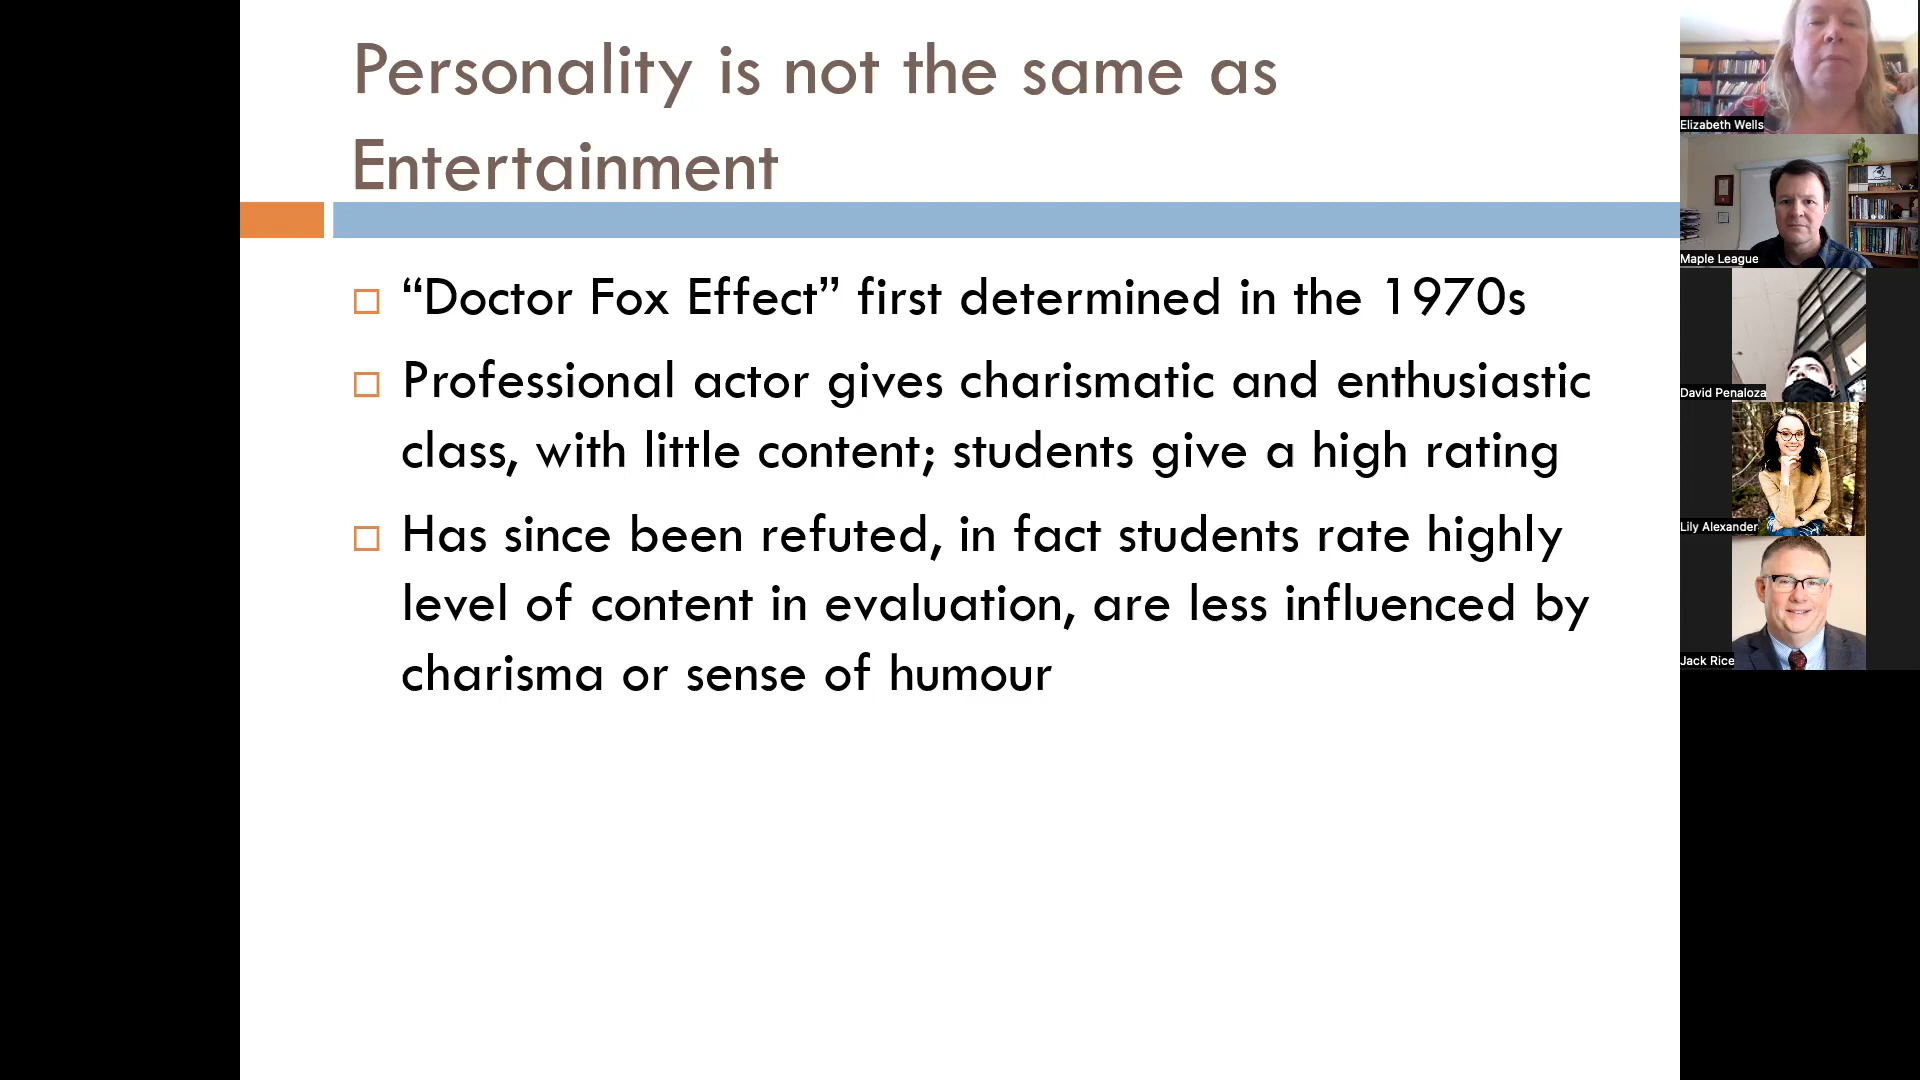 Personality is not the same as
Entertainment
“Doctor Fox Effect” first determined in the 1970s
Professional actor gives charismatic and enthusiastic
class, with little content; students give a high rating
Has since been refuted, in fact students rate highly
level of content in evaluation, are less influenced by
charisma or sense of humour
Elizabeth Wells
Maple League
David Penaloza
Lily Alexander
Jack Rice